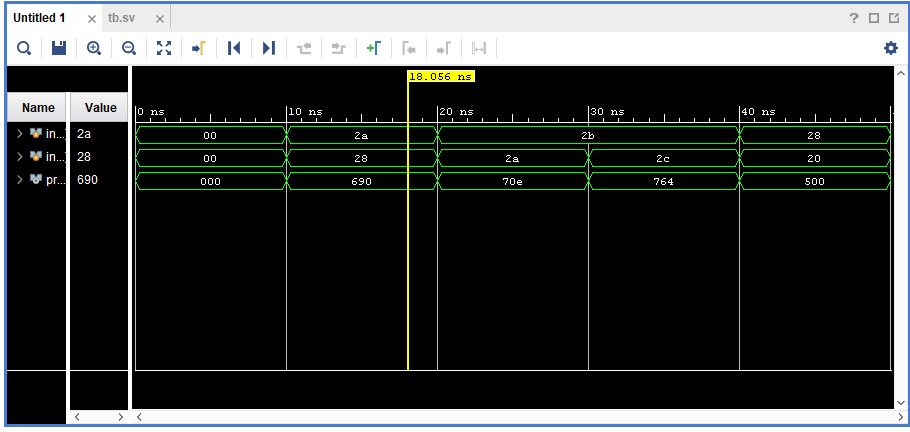 Untitled 1 × tb.sv ×
?
18.056 ns
Name Value
0 ns 10 ns 20 ns 30 ns 40 ns
in...] 2a 00 2a 2b 28
in...] 28 00 28 2a 2c 20
pr... 690 000 690 70e 764 500